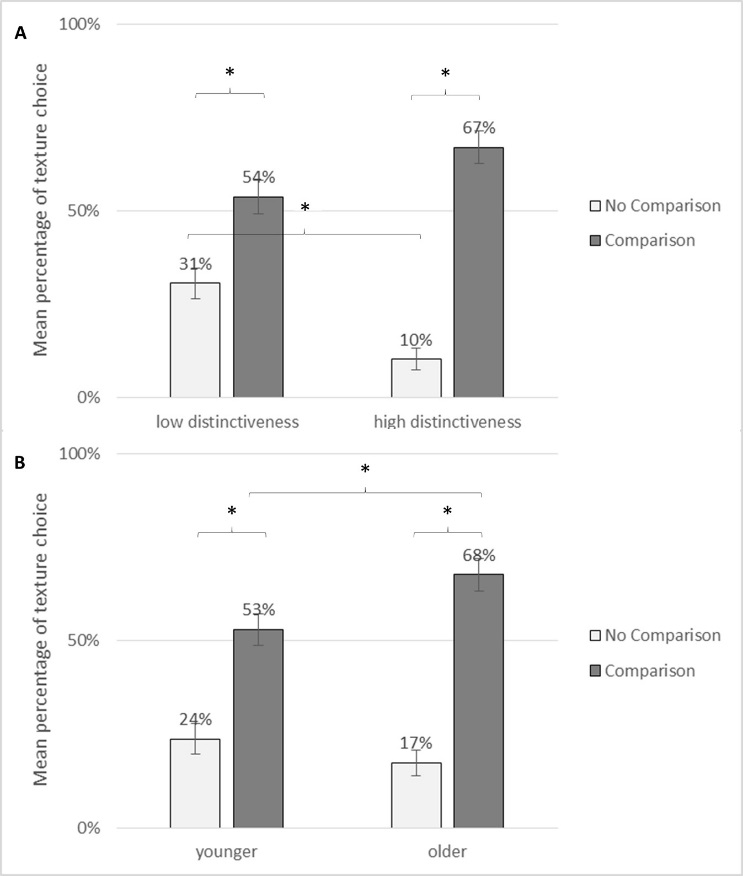 A
Mean percentage of texture choice
100%
50%
0%
*
*
*
31%
54%
10%
67%
low distinctiveness
high distinctiveness
No Comparison
Comparison
B
Mean percentage of texture choice
100%
50%
0%
*
*
*
24%
53%
17%
68%
younger
older
No Comparison
Comparison